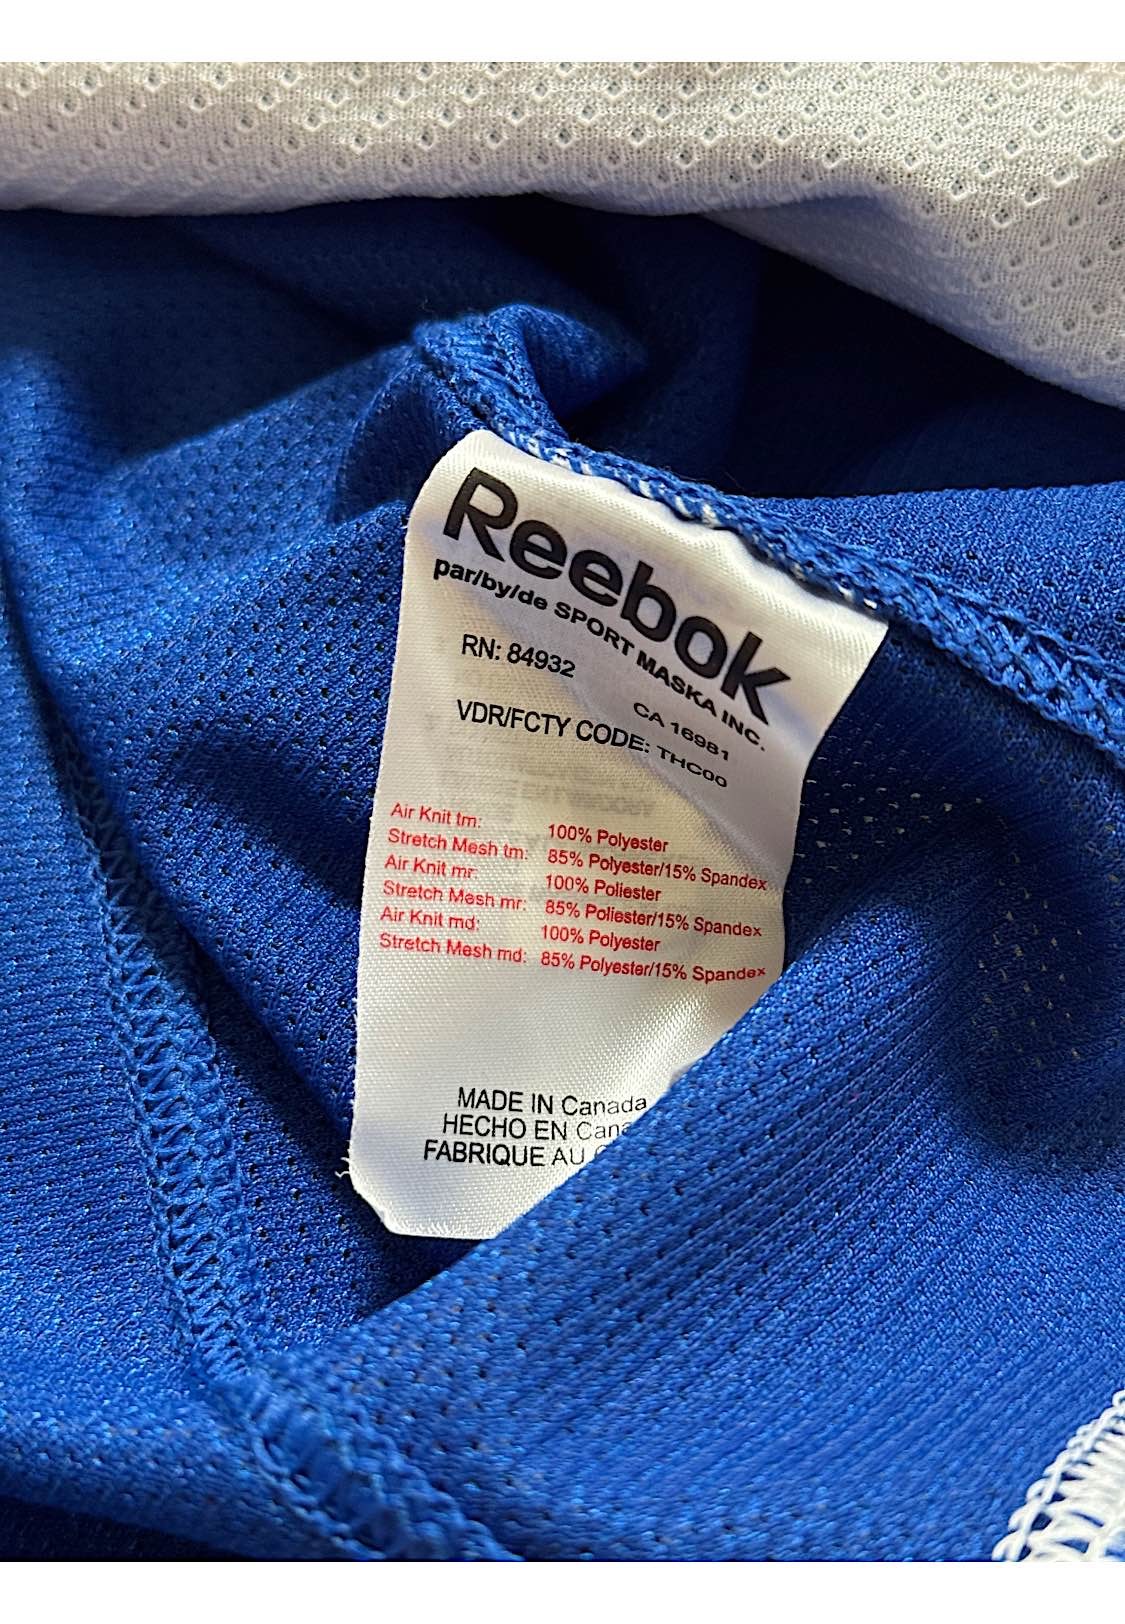 Reebok
par/by/de SPORT MASKA INC.
RN: 84932 CA 16981
VDR/FCTY CODE: THC00
Air Knit tm: 100% Polyester
Stretch Mesh tm: 85% Polyester/15% Spandex
Air Knit mr: 100% Poliester
Stretch Mesh mr: 85% Poliester/15% Spandex
Air Knit md: 100% Polyester
Stretch Mesh md: 85% Polyester/15% Spandex
MADE IN Canada
HECHO EN
FABRIQUE AU